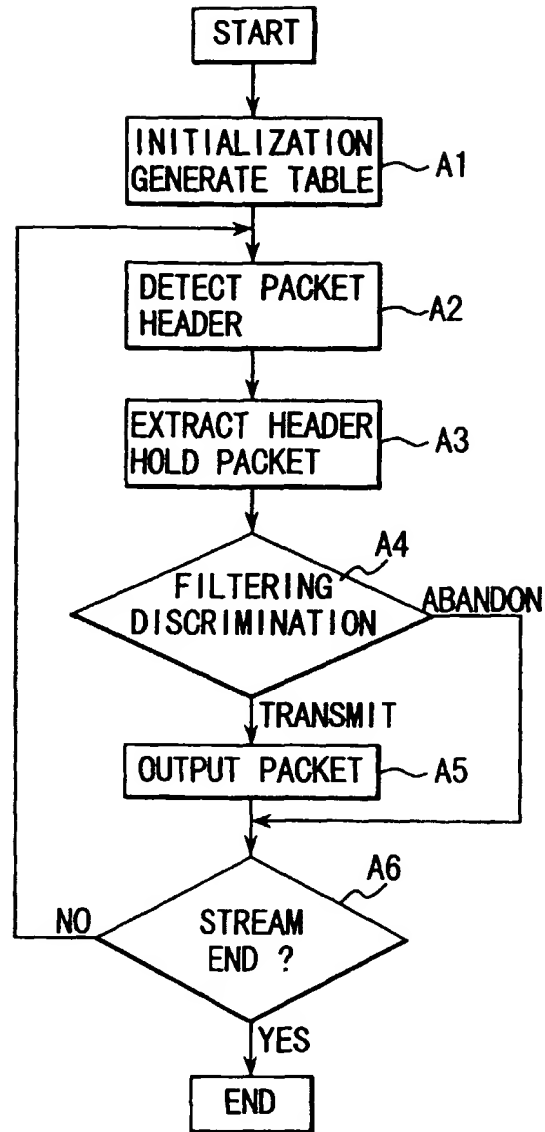 START
INITIALIZATION
GENERATE TABLE
A1
DETECT PACKET
HEADER
A2
EXTRACT HEADER
HOLD PACKET
A3
A4
FILTERING
DISCRIMINATION
ABANDON
TRANSMIT
OUTPUT PACKET
A5
A6
NO
STREAM
END ?
YES
END